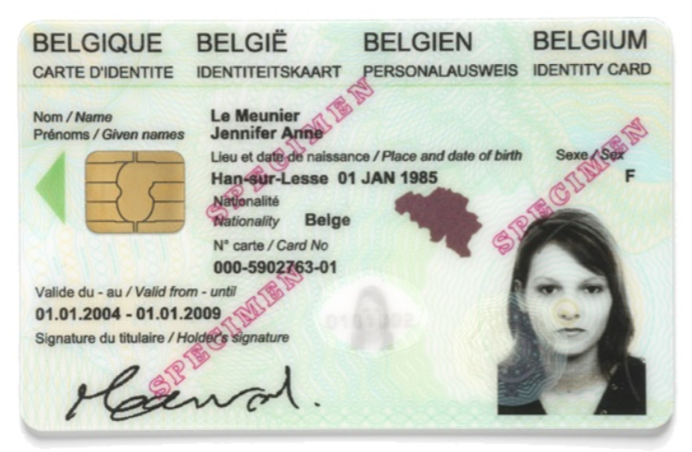 BELGIQUE BELGIË BELGIEN BELGIUM
CARTE D'IDENTITE IDENTITEITSKAART PERSONALAUSWEIS IDENTITY CARD
Nom / Name Le Meunier
Prénoms / Given names Jennifer Anne
Lieu et date de naissance / Place and date of birth Sexe / Sex
Han-sur-Lesse 01 JAN 1985 F
Nationalité
Nationality Belge
N° carte / Card No
000-5902763-01
Valide du - au / Valid from - until
01.01.2004 - 01.01.2009
Signature du titulaire / Holder's signature
SPECIMEN
SPECIMEN
SPECIMEN